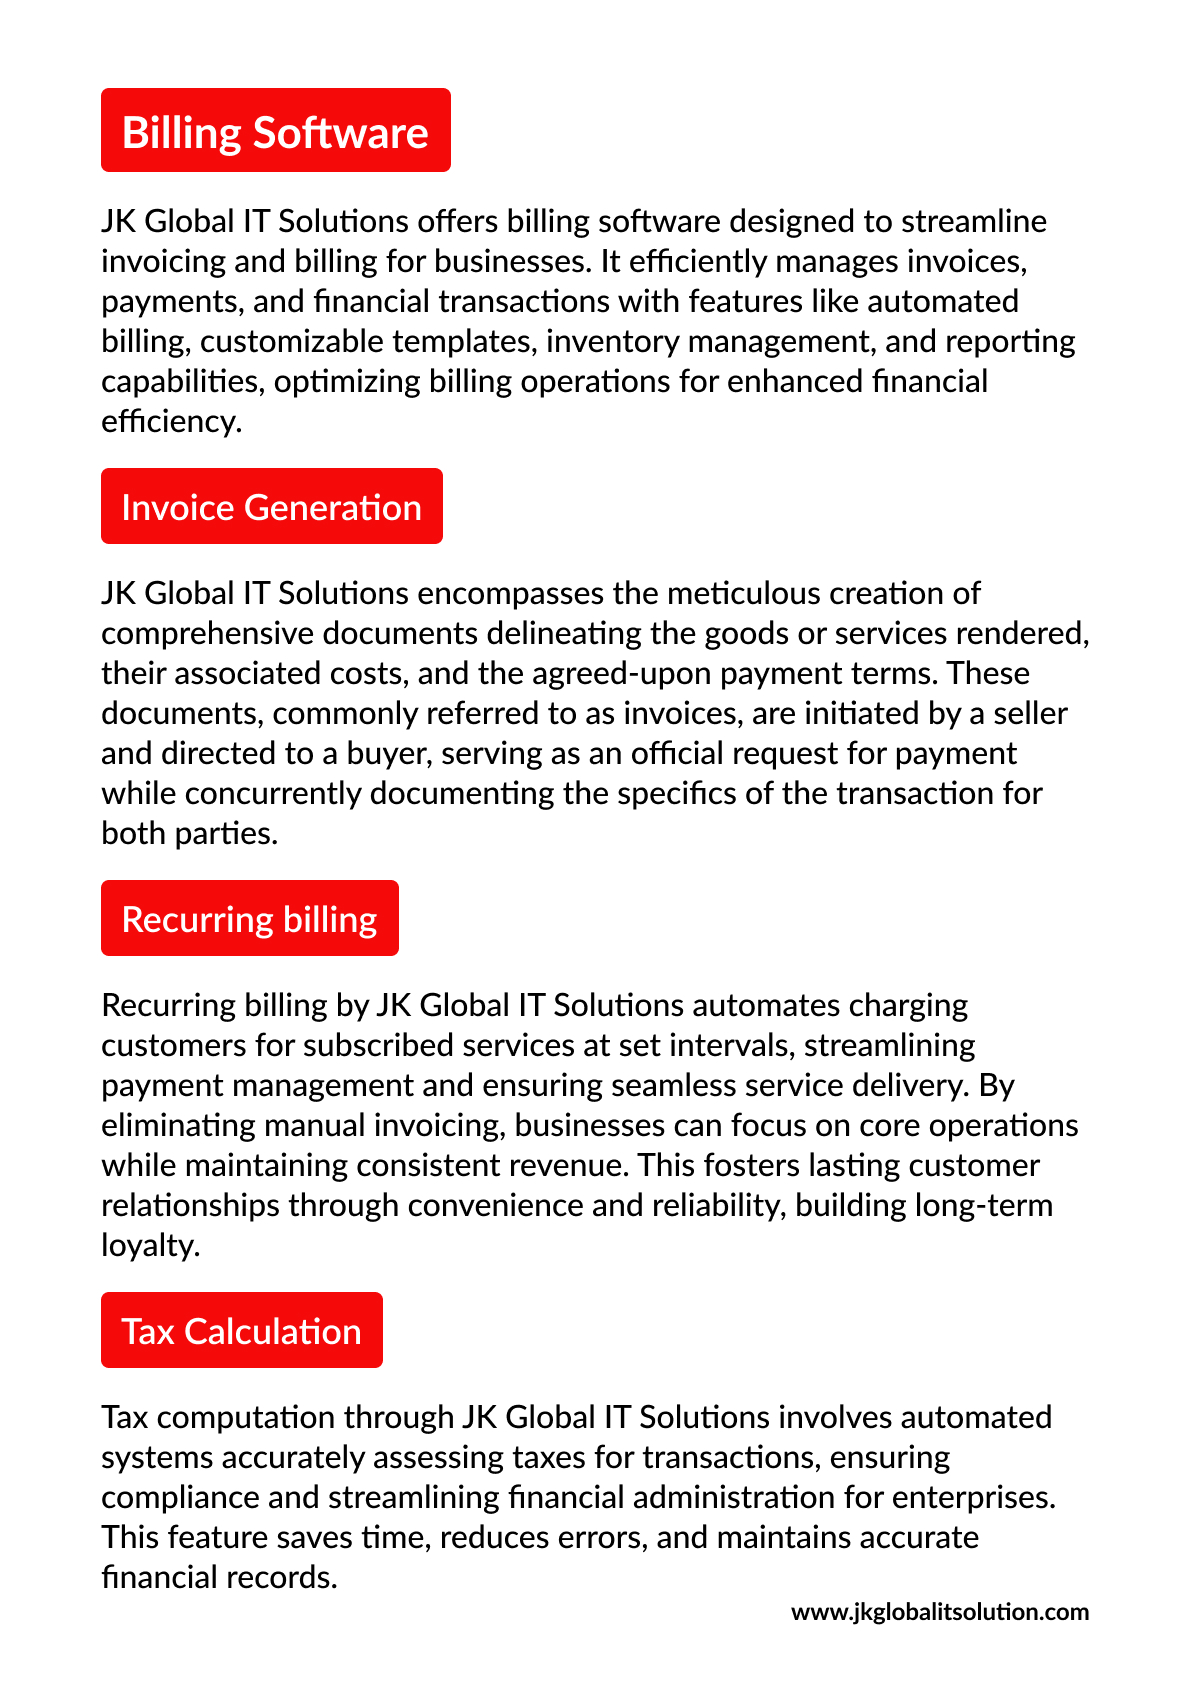 Billing Software
JK Global IT Solutions offers billing software designed to streamline
invoicing and billing for businesses. It efficiently manages invoices,
payments, and financial transactions with features like automated
billing, customizable templates, inventory management, and reporting
capabilities, optimizing billing operations for enhanced financial
efficiency.
Invoice Generation
JK Global IT Solutions encompasses the meticulous creation of
comprehensive documents delineating the goods or services rendered,
their associated costs, and the agreed-upon payment terms. These
documents, commonly referred to as invoices, are initiated by a seller
and directed to a buyer, serving as an official request for payment
while concurrently documenting the specifics of the transaction for
both parties.
Recurring billing
Recurring billing by JK Global IT Solutions automates charging
customers for subscribed services at set intervals, streamlining
payment management and ensuring seamless service delivery. By
eliminating manual invoicing, businesses can focus on core operations
while maintaining consistent revenue. This fosters lasting customer
relationships through convenience and reliability, building long-term
loyalty.
Tax Calculation
Tax computation through JK Global IT Solutions involves automated
systems accurately assessing taxes for transactions, ensuring
compliance and streamlining financial administration for enterprises.
This feature saves time, reduces errors, and maintains accurate
financial records.
www.jkglobalitsolution.com